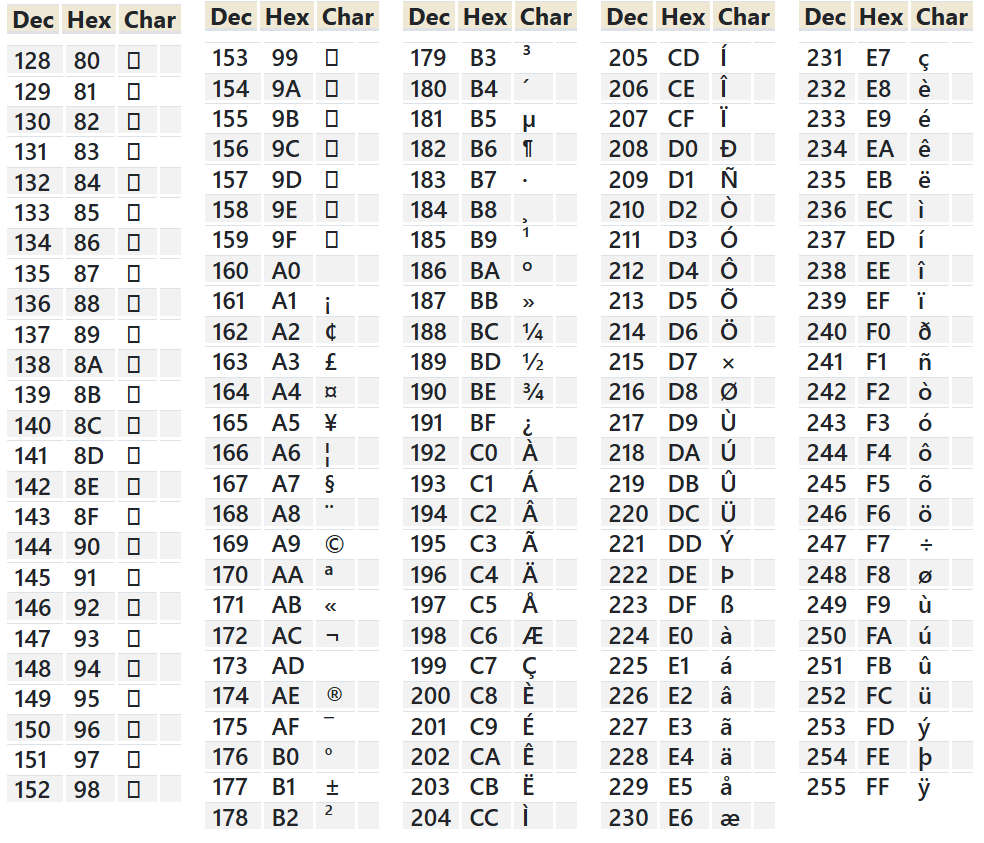 Dec Hex Char
128 80 ▯
129 81 ▯
130 82 ▯
131 83 ▯
132 84 ▯
133 85 ▯
134 86 ▯
135 87 ▯
136 88 ▯
137 89 ▯
138 8A ▯
139 8B ▯
140 8C ▯
141 8D ▯
142 8E ▯
143 8F ▯
144 90 ▯
145 91 ▯
146 92 ▯
147 93 ▯
148 94 ▯
149 95 ▯
150 96 ▯
151 97 ▯
152 98 ▯
Dec Hex Char
153 99 ▯
154 9A ▯
155 9B ▯
156 9C ▯
157 9D ▯
158 9E ▯
159 9F ▯
160 A0
161 A1 ¡
162 A2 ¢
163 A3 £
164 A4 ¤
165 A5 ¥
166 A6 ¦
167 A7 §
168 A8 ¨
169 A9 ©
170 AA ª
171 AB «
172 AC ¬
173 AD
174 AE ®
175 AF ¯
176 B0 °
177 B1 ±
178 B2 ²
Dec Hex Char
179 B3 ³
180 B4 ´
181 B5 µ
182 B6 ¶
183 B7 ·
184 B8 ¸
185 B9 ¹
186 BA º
187 BB »
188 BC ¼
189 BD ½
190 BE ¾
191 BF ¿
192 C0 À
193 C1 Á
194 C2 Â
195 C3 Ã
196 C4 Ä
197 C5 Å
198 C6 Æ
199 C7 Ç
200 C8 È
201 C9 É
202 CA Ê
203 CB Ë
204 CC Ì
Dec Hex Char
205 CD Í
206 CE Î
207 CF Ï
208 D0 Ð
209 D1 Ñ
210 D2 Ò
211 D3 Ó
212 D4 Ô
213 D5 Õ
214 D6 Ö
215 D7 ×
216 D8 Ø
217 D9 Ù
218 DA Ú
219 DB Û
220 DC Ü
221 DD Ý
222 DE Þ
223 DF ß
224 E0 à
225 E1 á
226 E2 â
227 E3 ã
228 E4 ä
229 E5 å
230 E6 æ
Dec Hex Char
231 E7 ç
232 E8 è
233 E9 é
234 EA ê
235 EB ë
236 EC ì
237 ED í
238 EE î
239 EF ï
240 F0 ð
241 F1 ñ
242 F2 ò
243 F3 ó
244 F4 ô
245 F5 õ
246 F6 ö
247 F7 ÷
248 F8 ø
249 F9 ù
250 FA ú
251 FB û
252 FC ü
253 FD ý
254 FE þ
255 FF ÿ